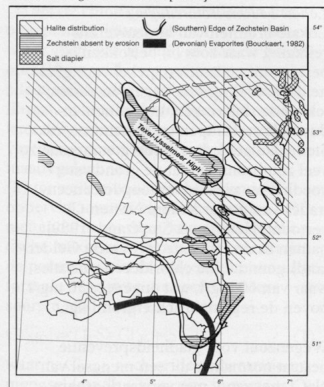 Halite distribution
Zechstein absent by erosion
Salt diapier
(Southern) Edge of Zechstein Basin
(Devonian) Evaporites (Bouckaert, 1982)
54°
53°
52°
51°
Texel-IJsselmeer High
4°
5°
6°
7°